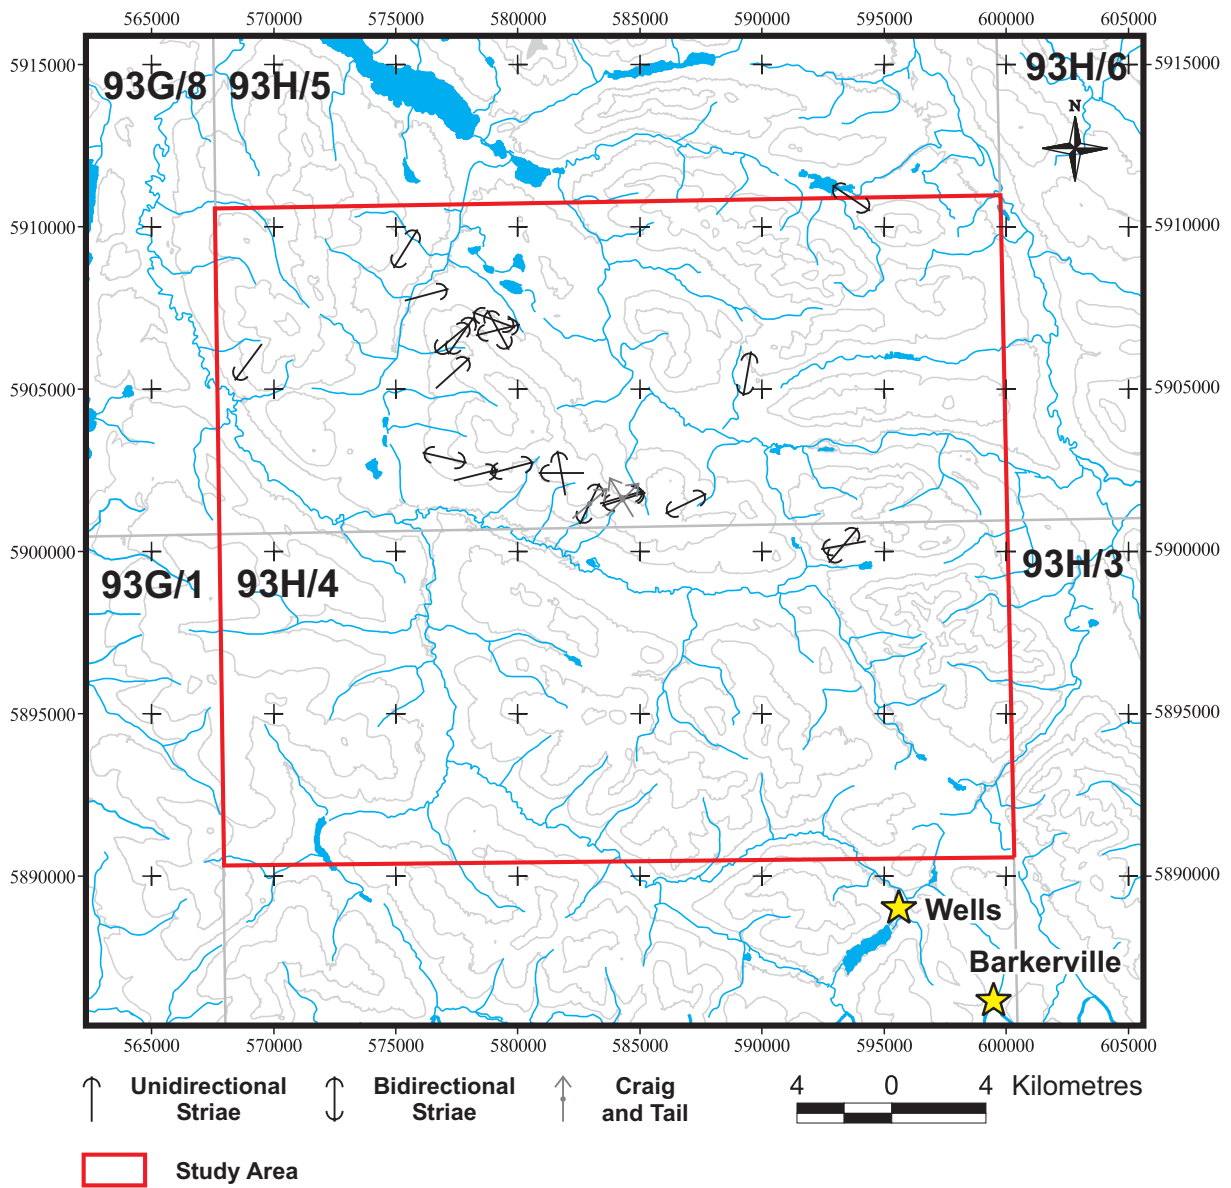 565000 570000 575000 580000 585000 590000 595000 600000 605000
5915000 5915000
93G/8 93H/5 93H/6
N
5910000 5910000
5905000 5905000
5900000 5900000
93G/1 93H/4 93H/3
5895000 5895000
5890000 5890000
Wells
Barkerville
565000 570000 575000 580000 585000 590000 595000 600000 605000
Unidirectional Striae
Bidirectional Striae
Craig and Tail
4 0 4 Kilometres
Study Area